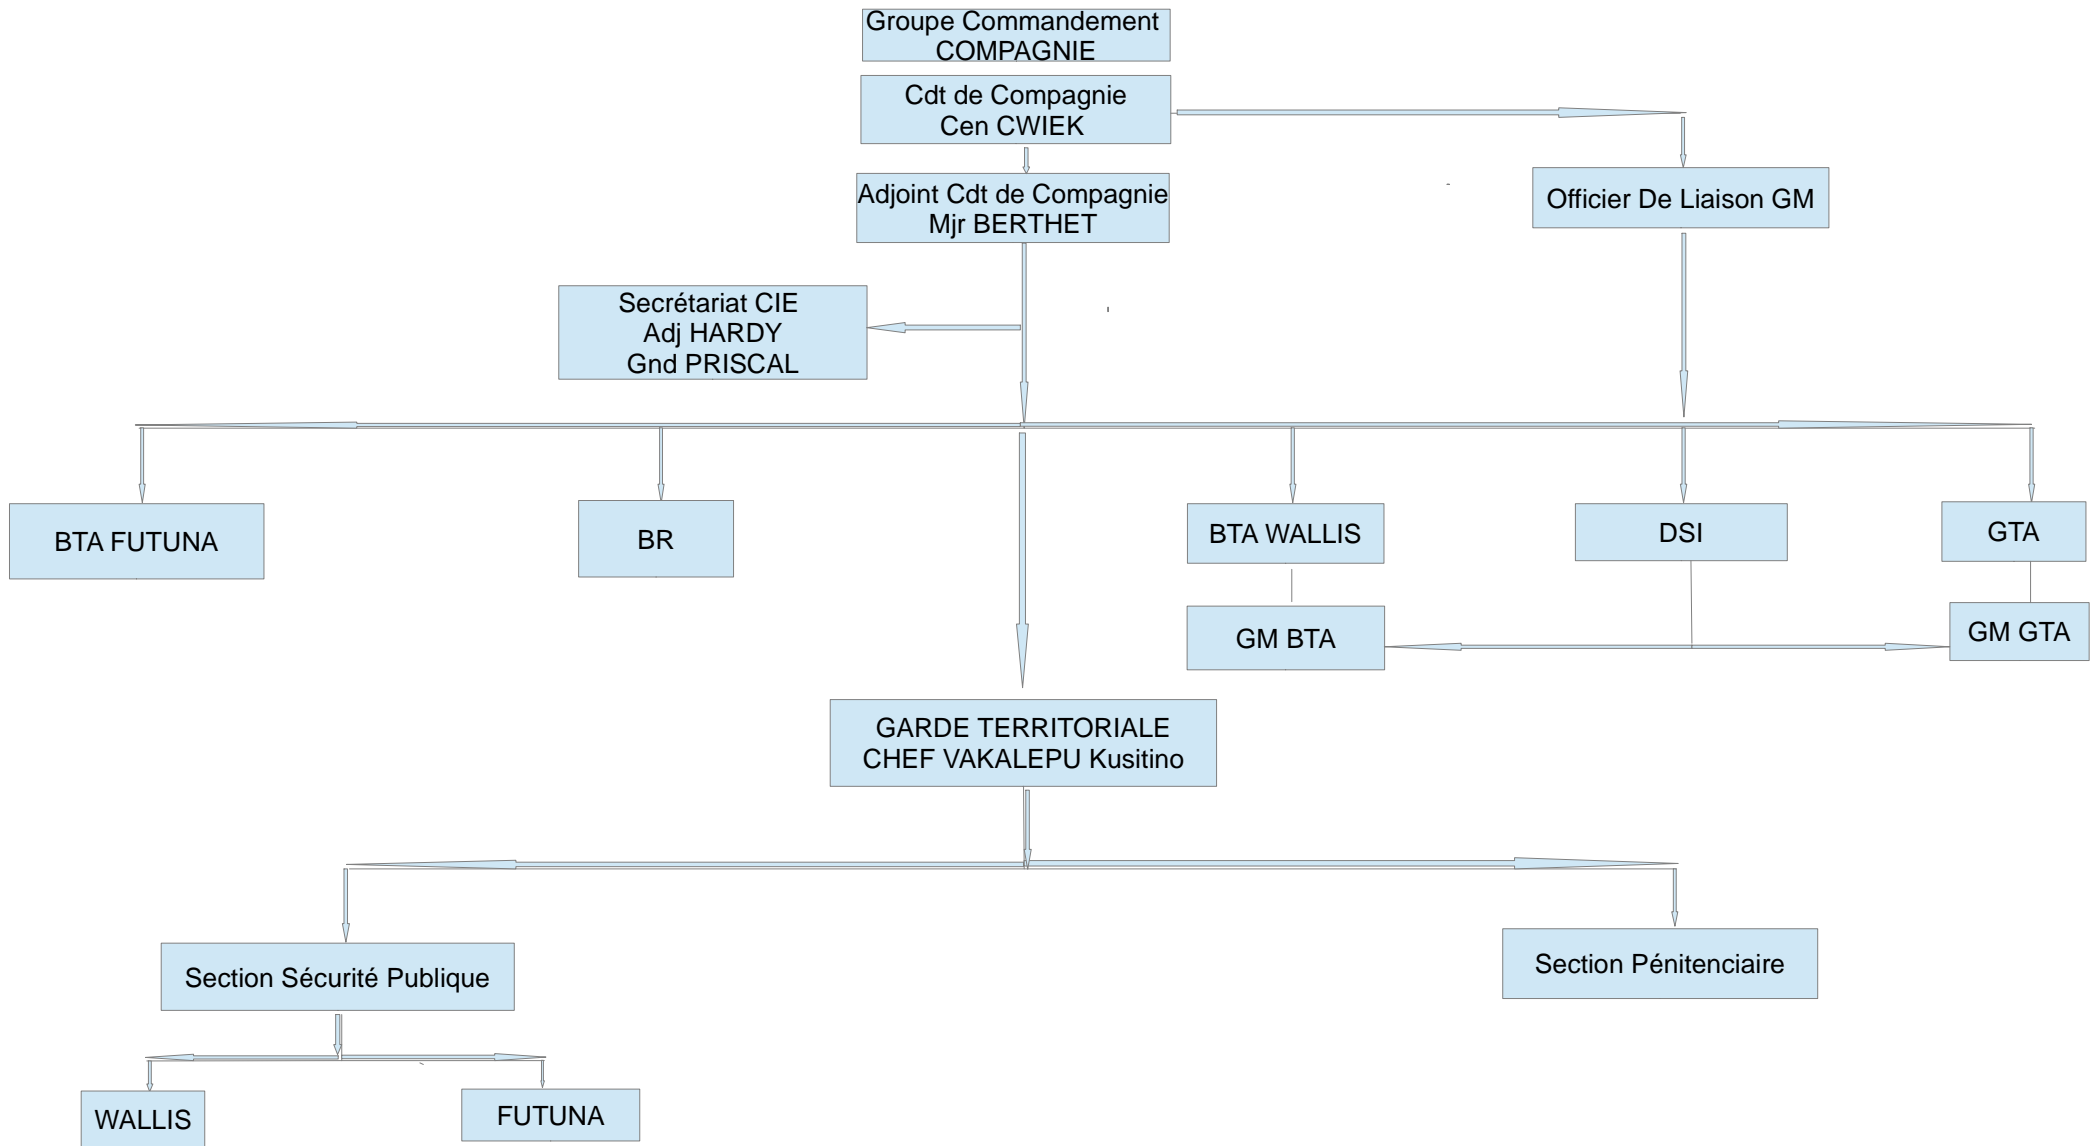 Groupe Commandement
COMPAGNIE
Cdt de Compagnie
Cen CWIEK
Adjoint Cdt de Compagnie
Mjr BERTHET
Officier De Liaison GM
Secrétariat CIE
Adj HARDY
Gnd PRISCAL
BTA FUTUNA
BR
BTA WALLIS
DSI
GTA
GM BTA
GM GTA
GARDE TERRITORIALE
CHEF VAKALEPU Kusitino
Section Sécurité Publique
Section Pénitenciaire
WALLIS
FUTUNA